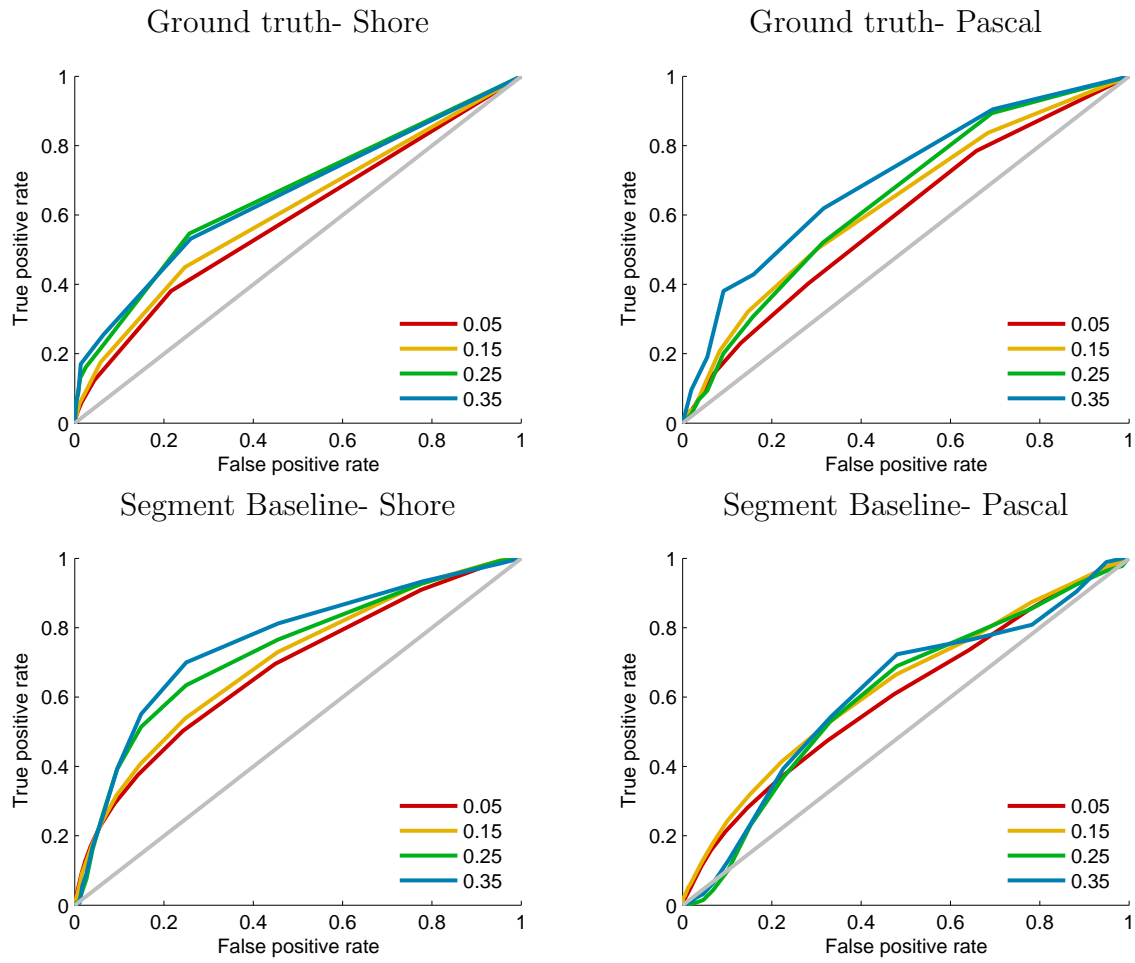 Ground truth- Shore
Ground truth- Pascal
1
0.8
0.6
0.4
0.2
0
True positive rate
0.05
0.15
0.25
0.35
0 0.2 0.4 0.6 0.8 1
False positive rate
1
0.8
0.6
0.4
0.2
0
True positive rate
0.05
0.15
0.25
0.35
0 0.2 0.4 0.6 0.8 1
False positive rate
Segment Baseline- Shore
Segment Baseline- Pascal
1
0.8
0.6
0.4
0.2
0
True positive rate
0.05
0.15
0.25
0.35
0 0.2 0.4 0.6 0.8 1
False positive rate
1
0.8
0.6
0.4
0.2
0
True positive rate
0.05
0.15
0.25
0.35
0 0.2 0.4 0.6 0.8 1
False positive rate